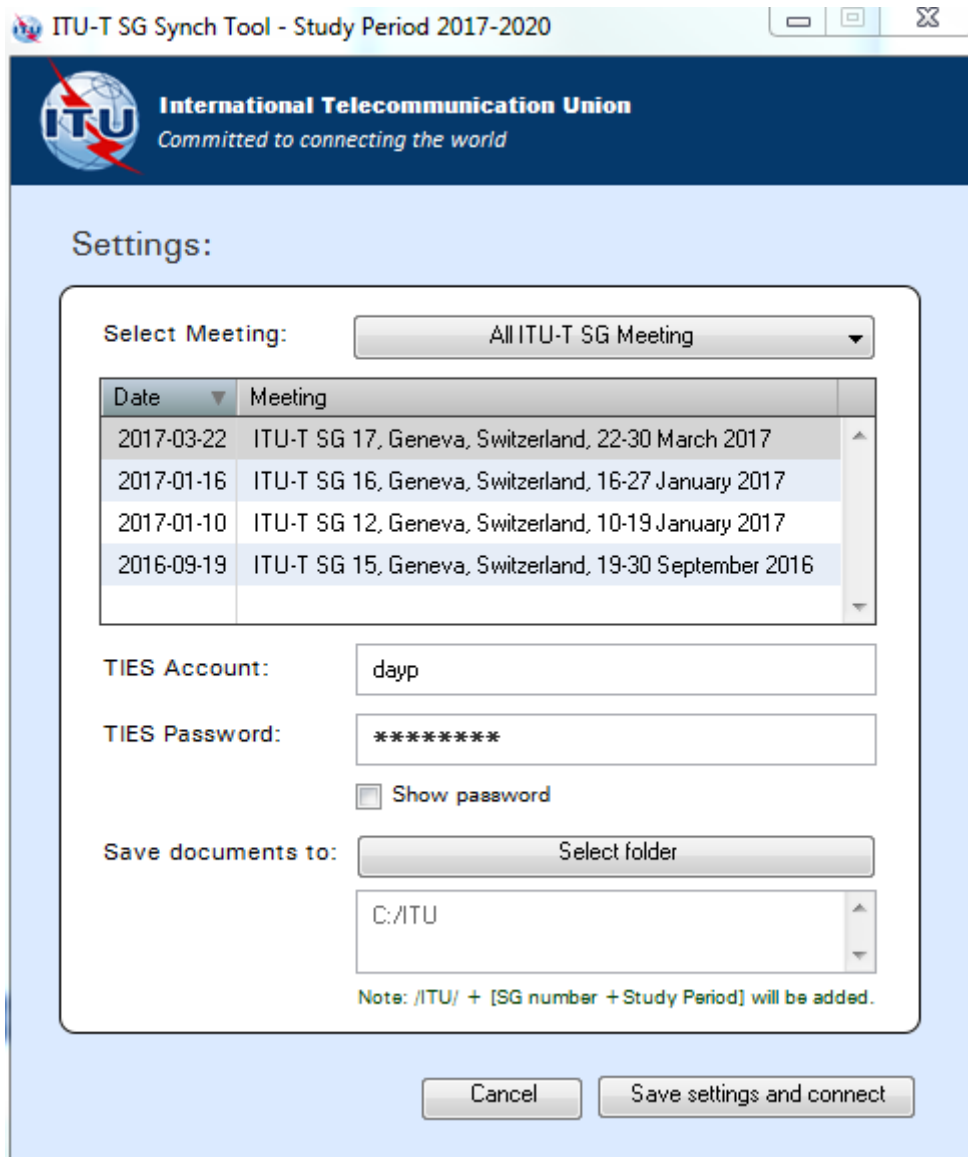 ITU-T SG Synch Tool - Study Period 2017-2020
ITU
International Telecommunication Union
Committed to connecting the world
Settings:
Select Meeting: All ITU-T SG Meeting
Date Meeting
2017-03-22 ITU-T SG 17, Geneva, Switzerland, 22-30 March 2017
2017-01-16 ITU-T SG 16, Geneva, Switzerland, 16-27 January 2017
2017-01-10 ITU-T SG 12, Geneva, Switzerland, 10-19 January 2017
2016-09-19 ITU-T SG 15, Geneva, Switzerland, 19-30 September 2016
TIES Account: dayp
TIES Password: ********
Show password
Save documents to: Select folder
C:/ITU
Note: /ITU/ + [SG number +Study Period] will be added.
Cancel Save settings and connect